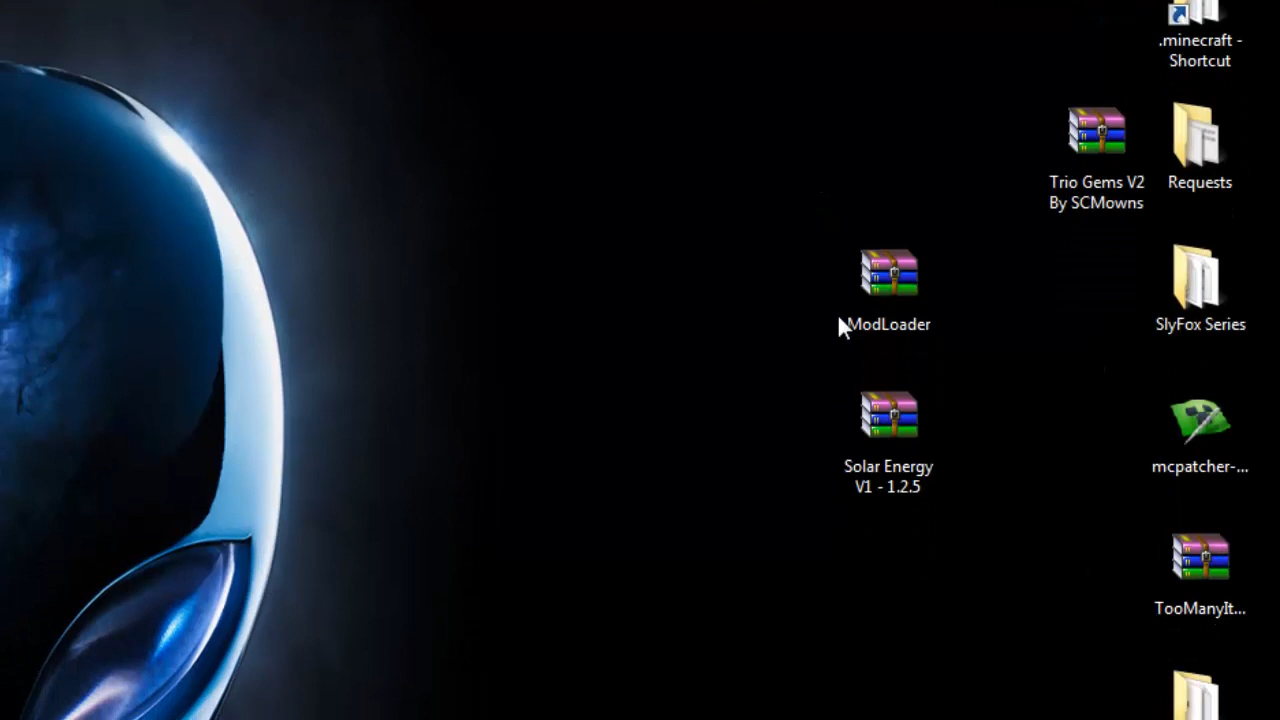 .minecraft -
Shortcut
Trio Gems V2
By SCMowns
Requests
ModLoader
SlyFox Series
Solar Energy
V1 - 1.2.5
mcpatcher-...
TooManyIt...